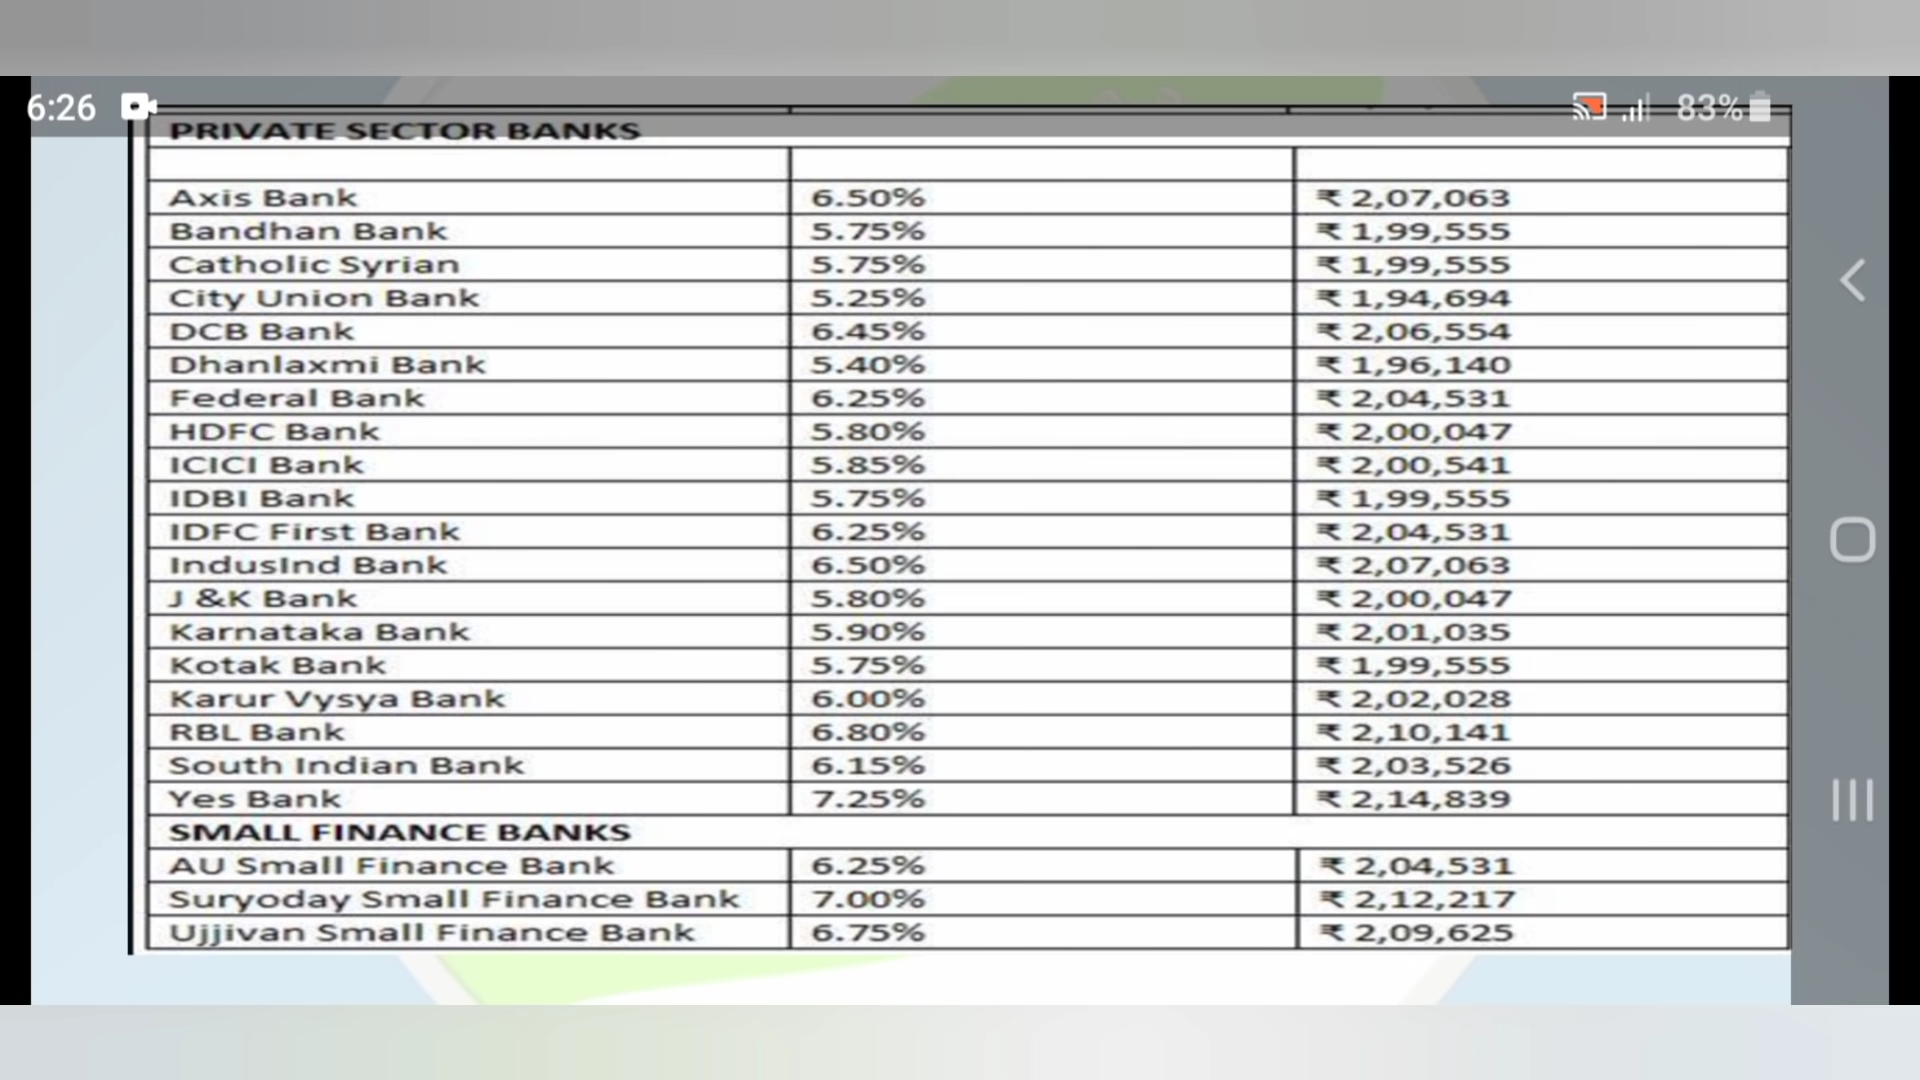 6:26 83%
PRIVATE SECTOR BANKS
Axis Bank 6.50% ₹ 2,07,063
Bandhan Bank 5.75% ₹ 1,99,555
Catholic Syrian 5.75% ₹ 1,99,555
City Union Bank 5.25% ₹ 1,94,694
DCB Bank 6.45% ₹ 2,06,554
Dhanlaxmi Bank 5.40% ₹ 1,96,140
Federal Bank 6.25% ₹ 2,04,531
HDFC Bank 5.80% ₹ 2,00,047
ICICI Bank 5.85% ₹ 2,00,541
IDBI Bank 5.75% ₹ 1,99,555
IDFC First Bank 6.25% ₹ 2,04,531
IndusInd Bank 6.50% ₹ 2,07,063
J &K Bank 5.80% ₹ 2,00,047
Karnataka Bank 5.90% ₹ 2,01,035
Kotak Bank 5.75% ₹ 1,99,555
Karur Vysya Bank 6.00% ₹ 2,02,028
RBL Bank 6.80% ₹ 2,10,141
South Indian Bank 6.15% ₹ 2,03,526
Yes Bank 7.25% ₹ 2,14,839
SMALL FINANCE BANKS
AU Small Finance Bank 6.25% ₹ 2,04,531
Suryoday Small Finance Bank 7.00% ₹ 2,12,217
Ujjivan Small Finance Bank 6.75% ₹ 2,09,625